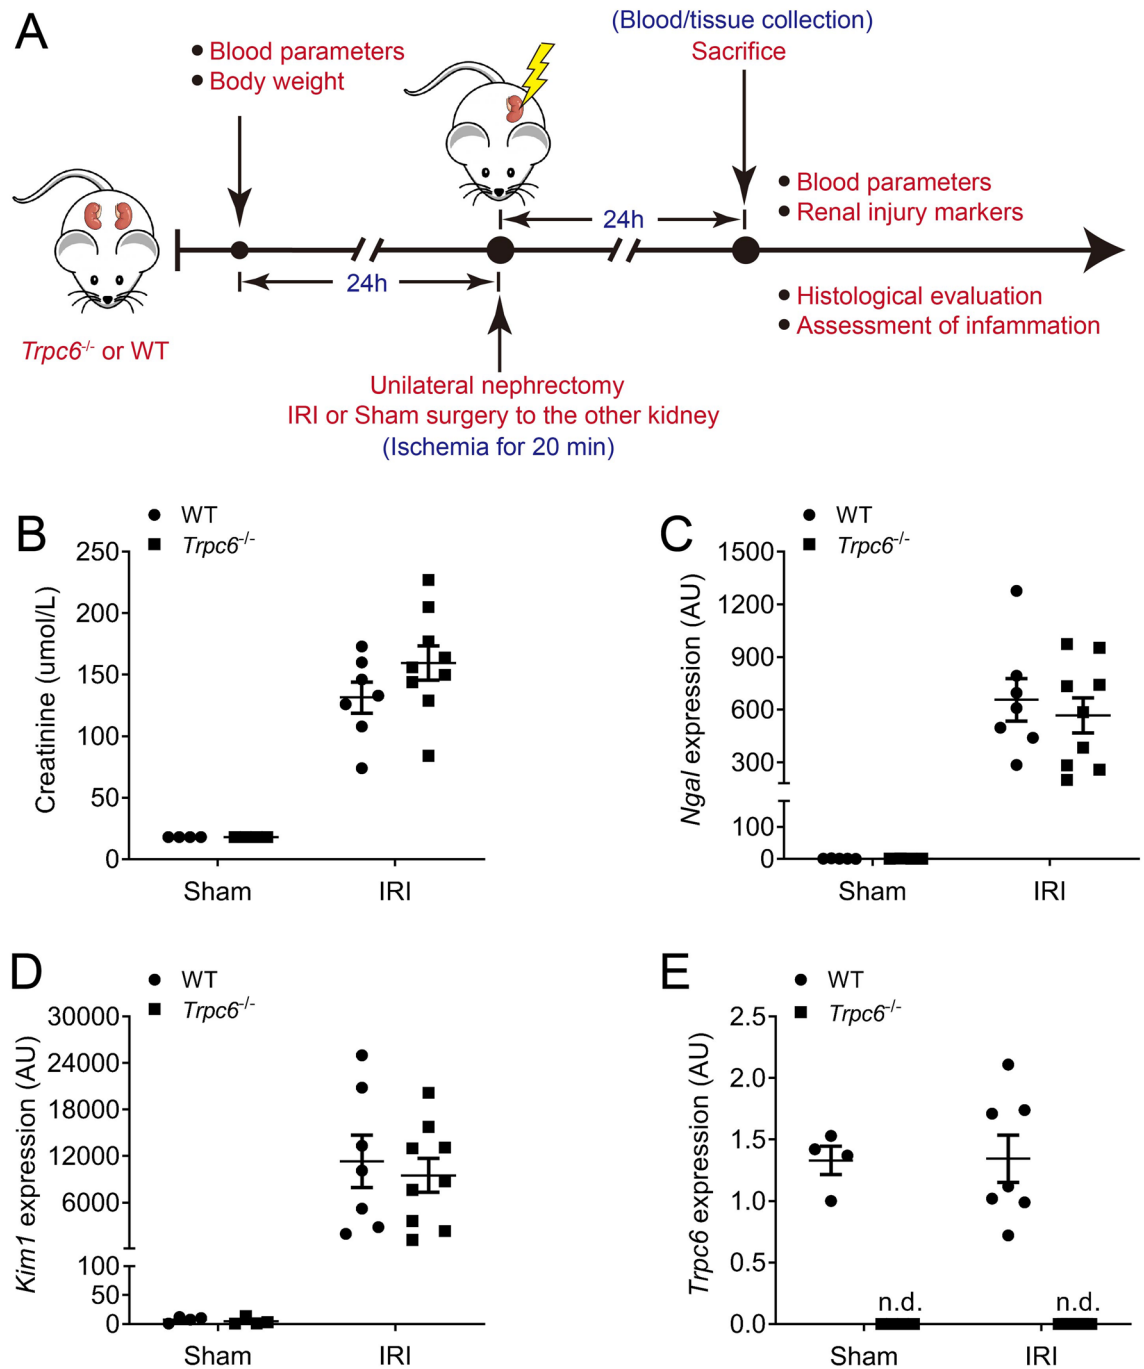 A
(Blood/tissue collection)
Sacrifice
● Blood parameters
● Body weight
● Blood parameters
● Renal injury markers
24h
24h
● Histological evaluation
● Assessment of infammation
Trpc6-/- or WT
Unilateral nephrectomy
IRI or Sham surgery to the other kidney
(Ischemia for 20 min)
B
● WT
■ Trpc6-/-
Creatinine (umol/L)
250
200
150
100
50
0
Sham IRI
C
● WT
■ Trpc6-/-
Ngal expression (AU)
1500
1200
900
600
300
100
0
Sham IRI
D
● WT
■ Trpc6-/-
Kim1 expression (AU)
30000
24000
18000
12000
6000
100
50
0
Sham IRI
E
● WT
■ Trpc6-/-
Trpc6 expression (AU)
2.5
2.0
1.5
1.0
0.5
0.0
n.d. n.d.
Sham IRI